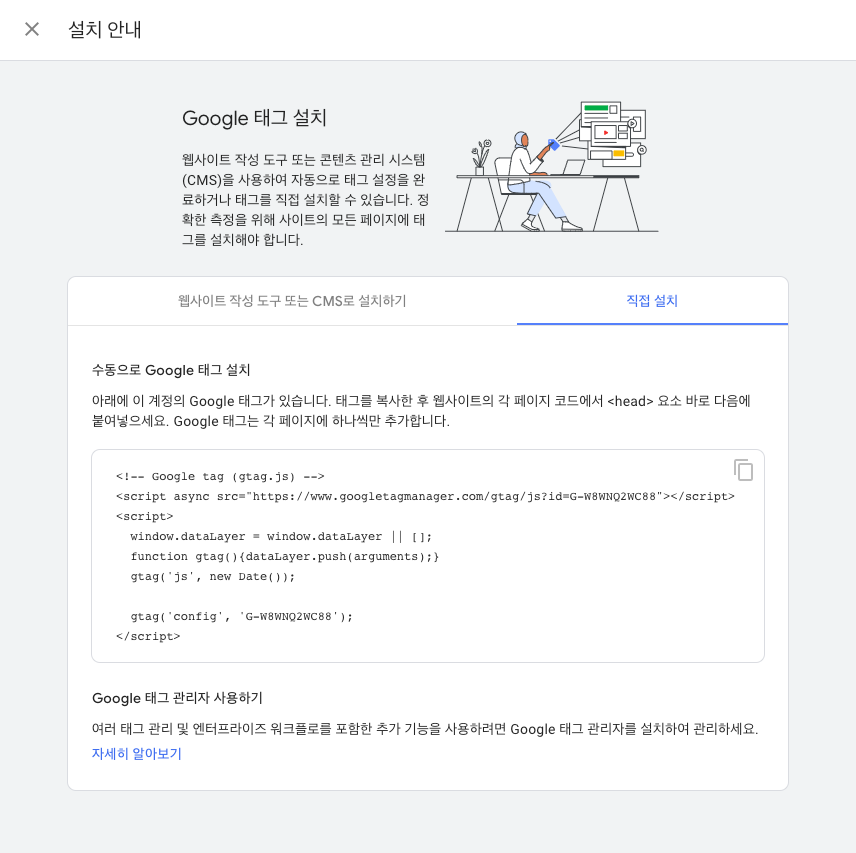 설치 안내
Google 태그 설치
웹사이트 작성 도구 또는 콘텐츠 관리 시스템
(CMS)을 사용하여 자동으로 태그 설정을 완
료하거나 태그를 직접 설치할 수 있습니다. 정
확한 측정을 위해 사이트의 모든 페이지에 태
그를 설치해야 합니다.
웹사이트 작성 도구 또는 CMS로 설치하기
직접 설치
수동으로 Google 태그 설치
아래에 이 계정의 Google 태그가 있습니다. 태그를 복사한 후 웹사이트의 각 페이지 코드에서 <head> 요소 바로 다음에
붙여넣으세요. Google 태그는 각 페이지에 하나씩만 추가합니다.
<!-- Google tag (gtag.js) -->
<script async src="https://www.googletagmanager.com/gtag/js?id=G-W8WNQ2WC88"></script>
<script>
  window.dataLayer = window.dataLayer || [];
  function gtag(){dataLayer.push(arguments);}
  gtag('js', new Date());
  gtag('config', 'G-W8WNQ2WC88');
</script>
Google 태그 관리자 사용하기
여러 태그 관리 및 엔터프라이즈 워크플로를 포함한 추가 기능을 사용하려면 Google 태그 관리자를 설치하여 관리하세요.
자세히 알아보기